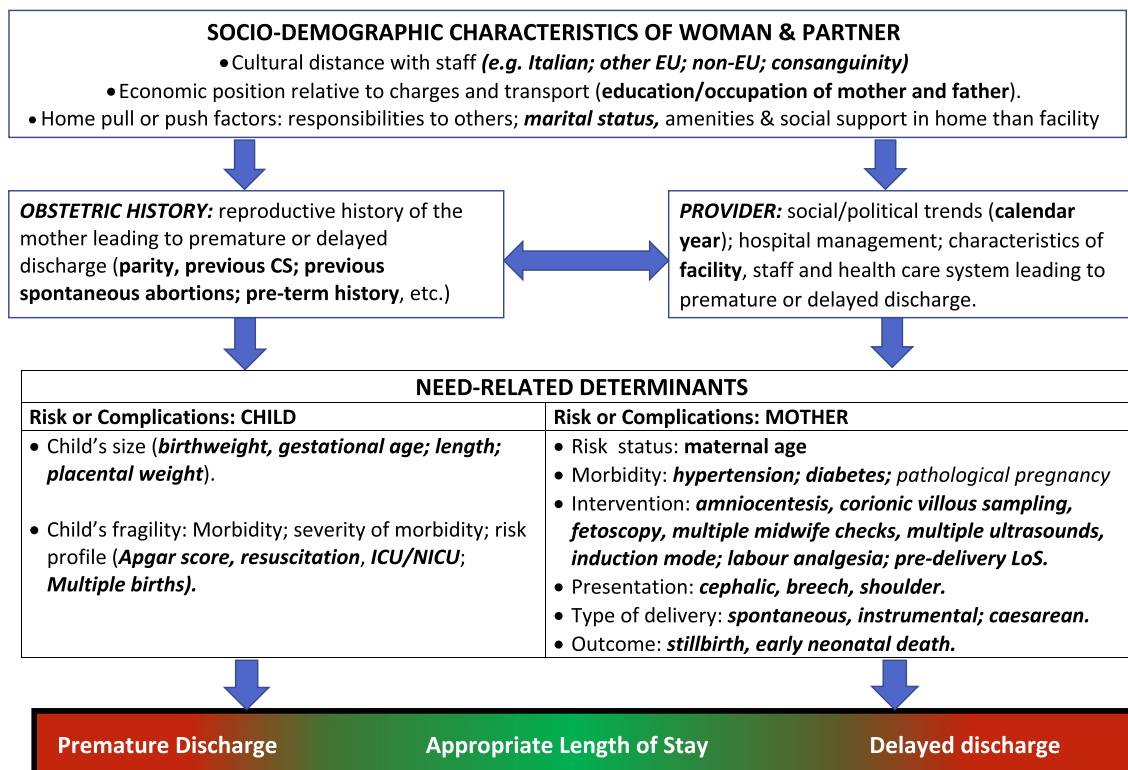 SOCIO-DEMOGRAPHIC CHARACTERISTICS OF WOMAN & PARTNER
•Cultural distance with staff (e.g. Italian; other EU; non-EU; consanguinity)
•Economic position relative to charges and transport (education/occupation of mother and father).
•Home pull or push factors: responsibilities to others; marital status, amenities & social support in home than facility
OBSTETRIC HISTORY: reproductive history of the
mother leading to premature or delayed
discharge (parity, previous CS; previous
spontaneous abortions; pre-term history, etc.)
PROVIDER: social/political trends (calendar
year); hospital management; characteristics of
facility, staff and health care system leading to
premature or delayed discharge.
NEED-RELATED DETERMINANTS
Risk or Complications: CHILD
• Child's size (birthweight, gestational age; length;
placental weight).
• Child's fragility: Morbidity; severity of morbidity; risk
profile (Apgar score, resuscitation, ICU/NICU;
Multiple births).
Risk or Complications: MOTHER
• Risk status: maternal age
• Morbidity: hypertension; diabetes; pathological pregnancy
• Intervention: amniocentesis, corionic villous sampling,
fetoscopy, multiple midwife checks, multiple ultrasounds,
induction mode; labour analgesia; pre-delivery LoS.
• Presentation: cephalic, breech, shoulder.
• Type of delivery: spontaneous, instrumental; caesarean.
• Outcome: stillbirth, early neonatal death.
Premature Discharge
Appropriate Length of Stay
Delayed discharge